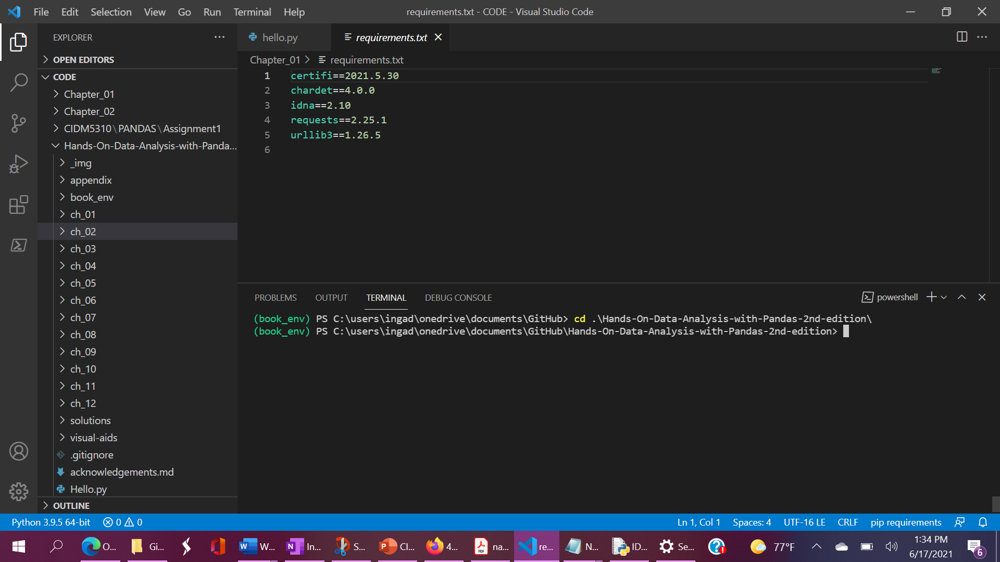 File Edit Selection View Go Run Terminal Help
requirements.txt - CODE - Visual Studio Code
EXPLORER
OPEN EDITORS
CODE
Chapter_01
Chapter_02
CIDM5310\PANDAS\Assignment1
Hands-On-Data-Analysis-with-Panda...
_img
appendix
book_env
ch_01
ch_02
ch_03
ch_04
ch_05
ch_06
ch_07
ch_08
ch_09
ch_10
ch_11
ch_12
solutions
visual-aids
.gitignore
acknowledgements.md
Hello.py
OUTLINE
hello.py
requirements.txt
Chapter_01 > requirements.txt
1 certifi==2021.5.30
2 chardet==4.0.0
3 idna==2.10
4 requests==2.25.1
5 urllib3==1.26.5
6
PROBLEMS OUTPUT TERMINAL DEBUG CONSOLE
powershell
(book_env) PS C:\users\ingad\onedrive\documents\GitHub> cd .\Hands-On-Data-Analysis-with-Pandas-2nd-edition\
(book_env) PS C:\users\ingad\onedrive\documents\GitHub\Hands-On-Data-Analysis-with-Pandas-2nd-edition>
Python 3.9.5 64-bit 0 0
Ln 1, Col 1 Spaces: 4 UTF-16 LE CRLF pip requirements
O... Gi... W... In... S... Cl... 4... na... re... N... ID... Se...
77°F
1:34 PM
6/17/2021
6